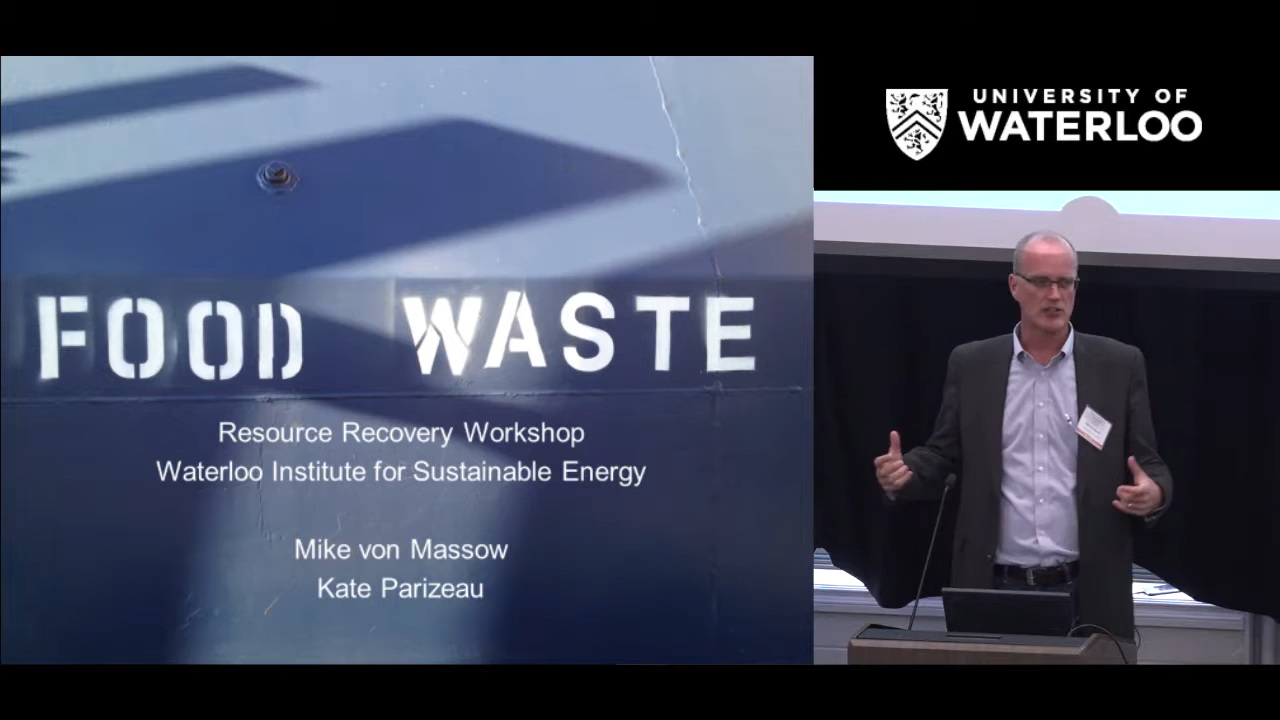 FOOD WASTE
Resource Recovery Workshop
Waterloo Institute for Sustainable Energy
Mike von Massow
Kate Parizeau
UNIVERSITY OF
WATERLOO